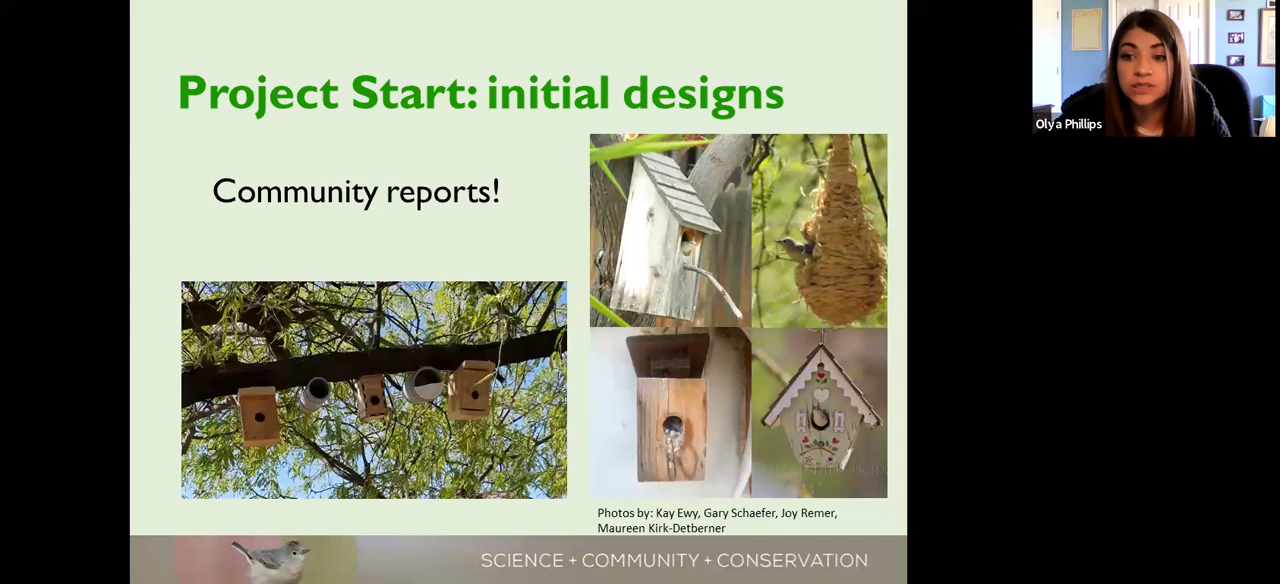 Project Start: initial designs
Community reports!
Photos by: Kay Ewy, Gary Schaefer, Joy Remer,
Maureen Kirk-Detberner
SCIENCE + COMMUNITY + CONSERVATION
Olya Phillips